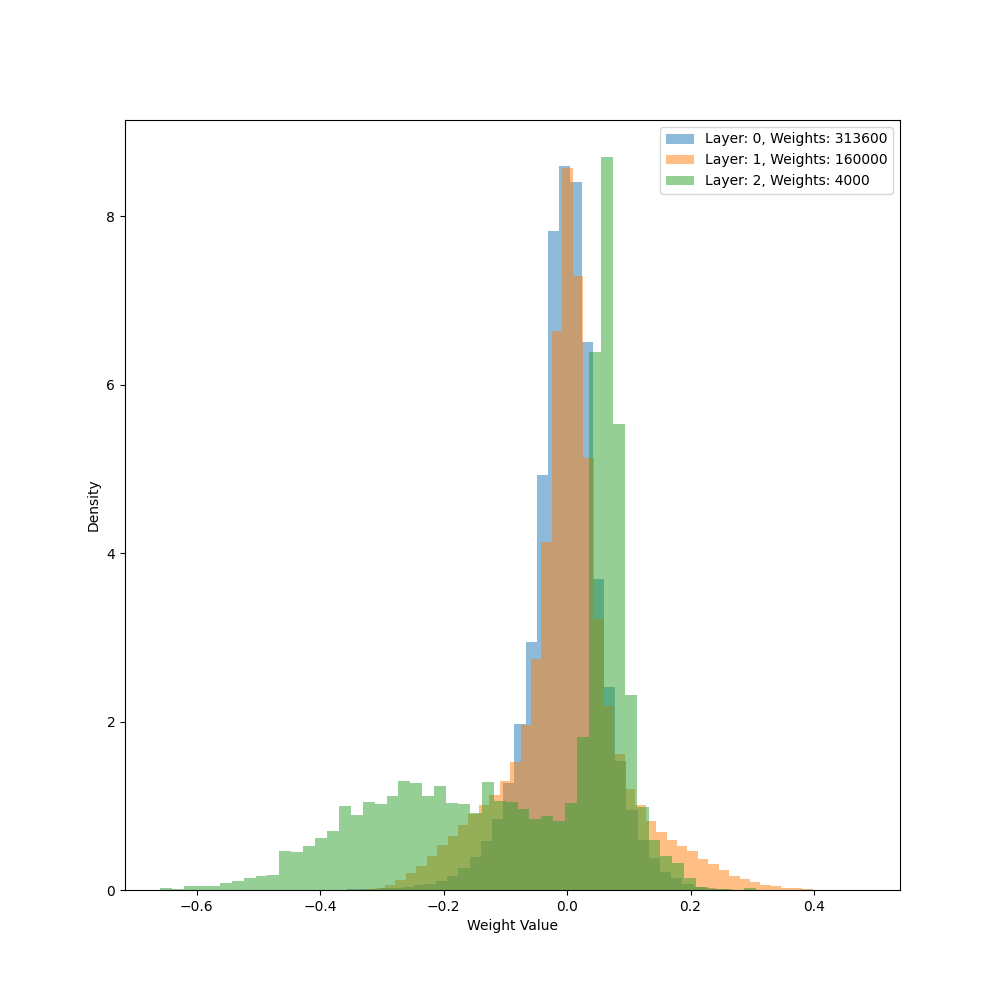 Layer: 0, Weights: 313600
Layer: 1, Weights: 160000
Layer: 2, Weights: 4000
8
6
4
2
0
Density
−0.6 −0.4 −0.2 0.0 0.2 0.4
Weight Value